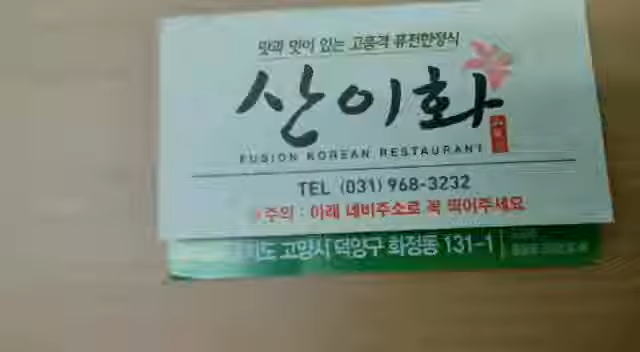 맛과 멋이 있는 고품격 퓨전한정식
산이화
FUSION KOREAN RESTAURANT
TEL (031) 968-3232
주의 : 아래 네비주소로 꼭 찍어주세요
고양시 덕양구 화정동 131-1